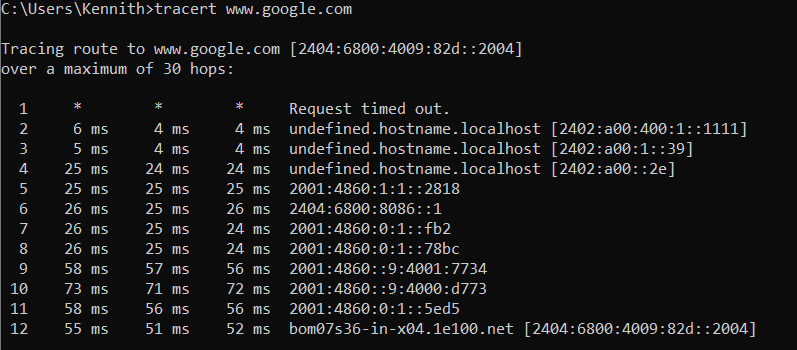 C:\Users\Kennith>tracert www.google.com
Tracing route to www.google.com [2404:6800:4009:82d::2004]
over a maximum of 30 hops:
1 * * * Request timed out.
2 6 ms 4 ms 4 ms undefined.hostname.localhost [2402:a00:400:1::1111]
3 5 ms 4 ms 4 ms undefined.hostname.localhost [2402:a00:1::39]
4 25 ms 24 ms 24 ms undefined.hostname.localhost [2402:a00::2e]
5 25 ms 25 ms 25 ms 2001:4860:1:1::2818
6 26 ms 25 ms 26 ms 2404:6800:8086::1
7 26 ms 25 ms 24 ms 2001:4860:0:1::fb2
8 26 ms 25 ms 24 ms 2001:4860:0:1::78bc
9 58 ms 57 ms 56 ms 2001:4860::9:4001:7734
10 73 ms 71 ms 72 ms 2001:4860::9:4000:d773
11 58 ms 56 ms 56 ms 2001:4860:0:1::5ed5
12 55 ms 51 ms 52 ms bom07s36-in-x04.1e100.net [2404:6800:4009:82d::2004]